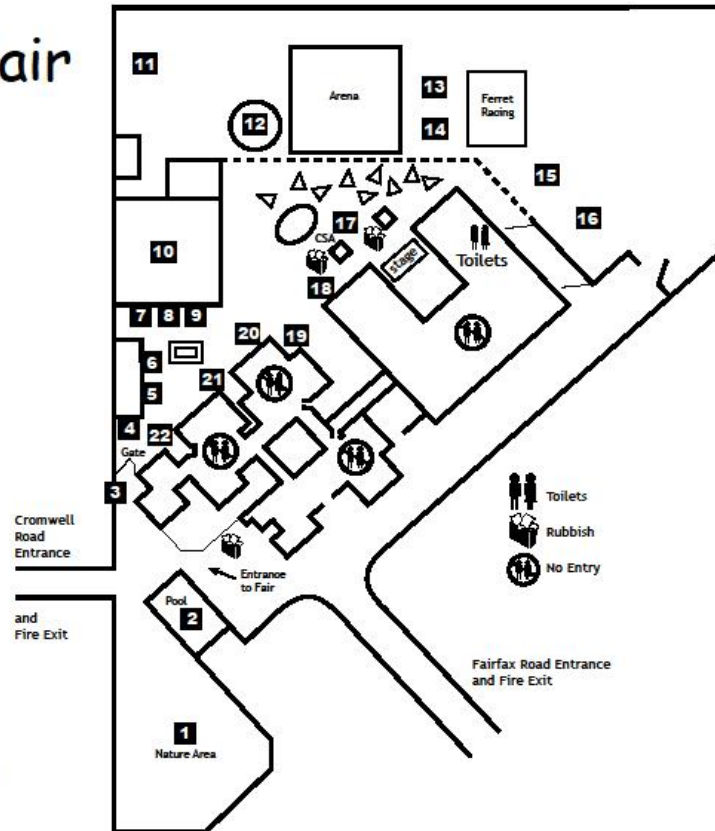 air
11
Arena
13
Ferret
Racing
12
14
15
16
17
CSA
stage
Toilets
10
18
7 8 9
20 19
6
5
21
4
22
Gate
3
Cromwell
Road
Entrance
Toilets
Rubbish
No Entry
Entrance
to Fair
and
Fire Exit
Pool
2
Fairfax Road Entrance
and Fire Exit
1
Nature Area